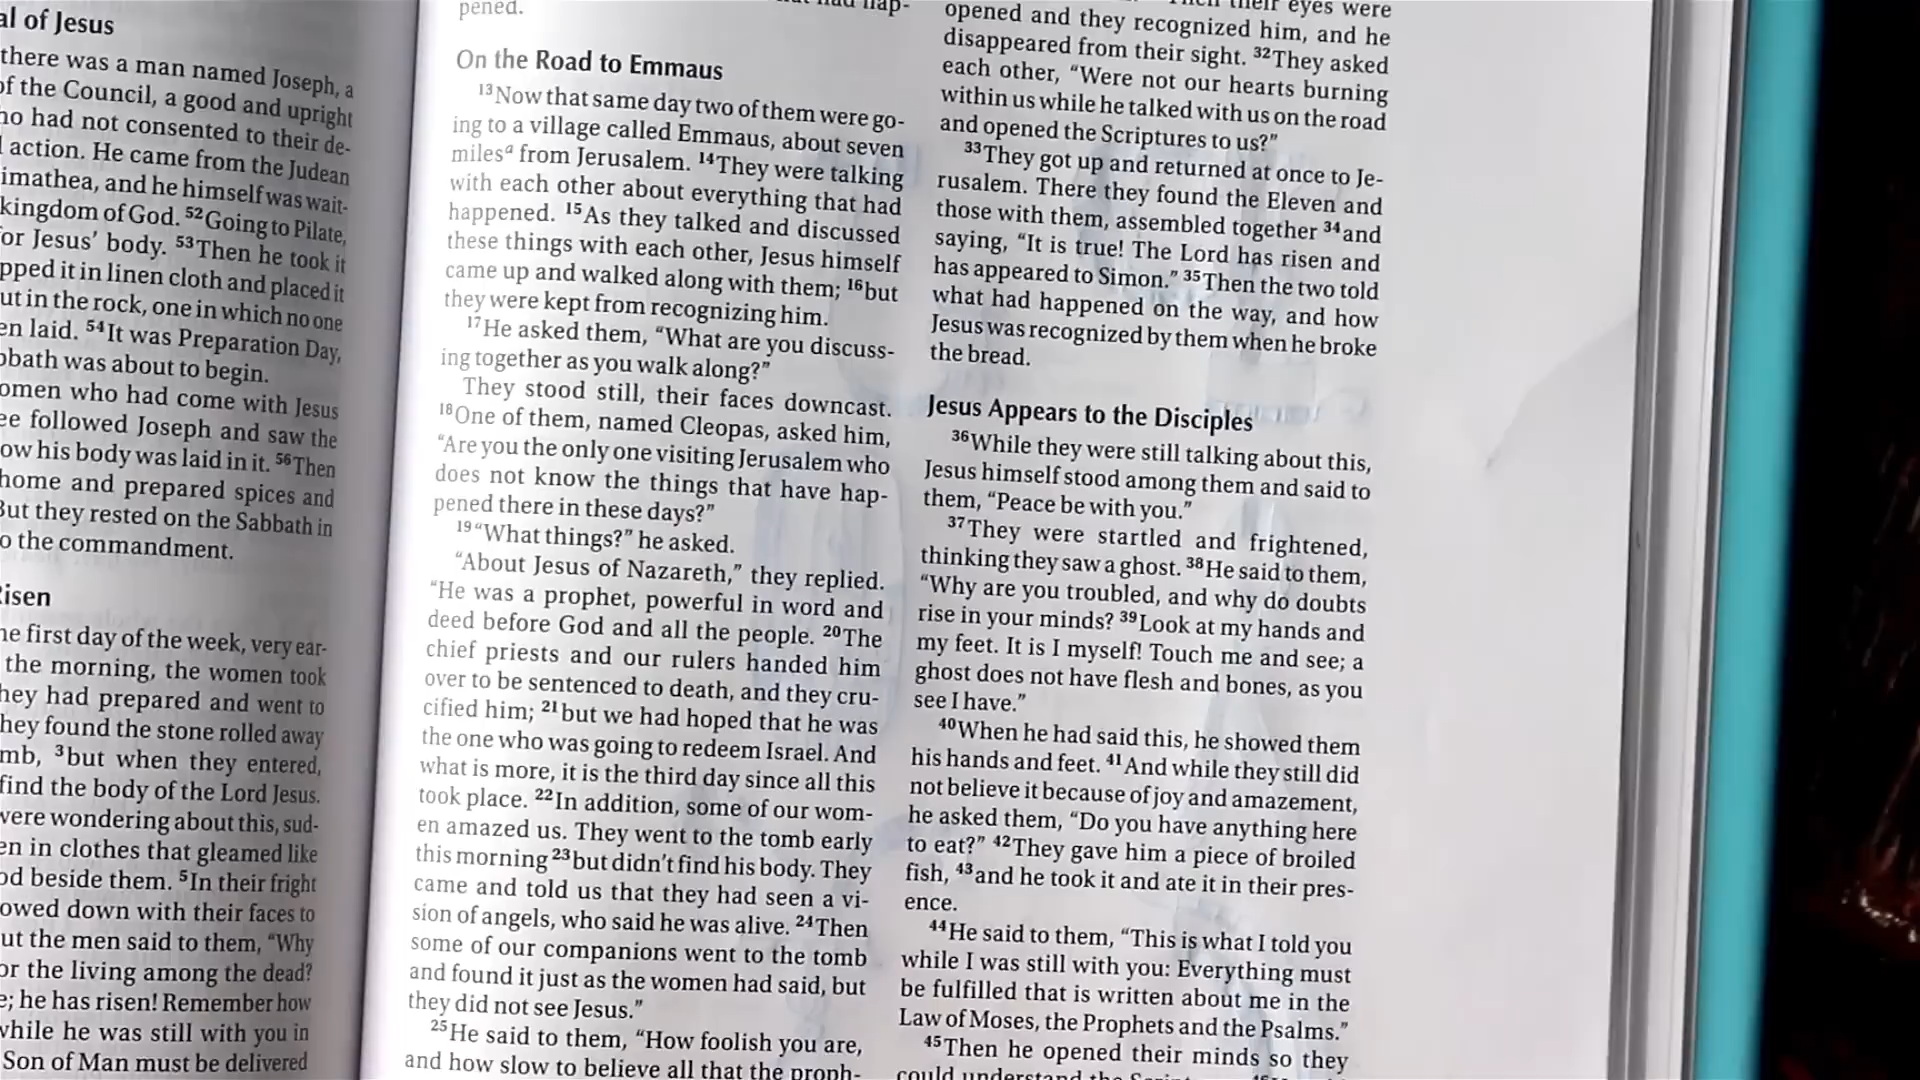 al of Jesus
there was a man named Joseph, a
of the Council, a good and upright
ho had not consented to their de-
action. He came from the Judean
imathea, and he himself was wait-
kingdom of God. 52Going to Pilate,
for Jesus' body. 53Then he took it
pped it in linen cloth and placed it
ut in the rock, one in which no one
en laid. 54It was Preparation Day,
bbath was about to begin.
omen who had come with Jesus
ee followed Joseph and saw the
ow his body was laid in it. 56Then
home and prepared spices and
But they rested on the Sabbath in
o the commandment.
Risen
he first day of the week, very ear-
the morning, the women took
hey had prepared and went to
hey found the stone rolled away
mb, 3but when they entered,
find the body of the Lord Jesus.
were wondering about this, sud-
en in clothes that gleamed like
od beside them. 5In their fright
owed down with their faces to
ut the men said to them, "Why
or the living among the dead?
e; he has risen! Remember how
while he was still with you in
Son of Man must be delivered
pened.
On the Road to Emmaus
13Now that same day two of them were go-
ing to a village called Emmaus, about seven
milesa from Jerusalem. 14They were talking
with each other about everything that had
happened. 15As they talked and discussed
these things with each other, Jesus himself
came up and walked along with them; 16but
they were kept from recognizing him.
17He asked them, "What are you discuss-
ing together as you walk along?"
They stood still, their faces downcast.
18One of them, named Cleopas, asked him,
"Are you the only one visiting Jerusalem who
does not know the things that have hap-
pened there in these days?"
19"What things?" he asked.
"About Jesus of Nazareth," they replied.
"He was a prophet, powerful in word and
deed before God and all the people. 20The
chief priests and our rulers handed him
over to be sentenced to death, and they cru-
cified him; 21but we had hoped that he was
the one who was going to redeem Israel. And
what is more, it is the third day since all this
took place. 22In addition, some of our wom-
en amazed us. They went to the tomb early
this morning 23but didn't find his body. They
came and told us that they had seen a vi-
sion of angels, who said he was alive. 24Then
some of our companions went to the tomb
and found it just as the women had said, but
they did not see Jesus."
25He said to them, "How foolish you are,
and how slow to believe all that the proph-
Then their eyes were
opened and they recognized him, and he
disappeared from their sight. 32They asked
each other, "Were not our hearts burning
within us while he talked with us on the road
and opened the Scriptures to us?"
33They got up and returned at once to Je-
rusalem. There they found the Eleven and
those with them, assembled together 34and
saying, "It is true! The Lord has risen and
has appeared to Simon." 35Then the two told
what had happened on the way, and how
Jesus was recognized by them when he broke
the bread.
Jesus Appears to the Disciples
36While they were still talking about this,
Jesus himself stood among them and said to
them, "Peace be with you."
37They were startled and frightened,
thinking they saw a ghost. 38He said to them,
"Why are you troubled, and why do doubts
rise in your minds? 39Look at my hands and
my feet. It is I myself! Touch me and see; a
ghost does not have flesh and bones, as you
see I have."
40When he had said this, he showed them
his hands and feet. 41And while they still did
not believe it because of joy and amazement,
he asked them, "Do you have anything here
to eat?" 42They gave him a piece of broiled
fish, 43and he took it and ate it in their pres-
ence.
44He said to them, "This is what I told you
while I was still with you: Everything must
be fulfilled that is written about me in the
Law of Moses, the Prophets and the Psalms."
45Then he opened their minds so they
could understand the